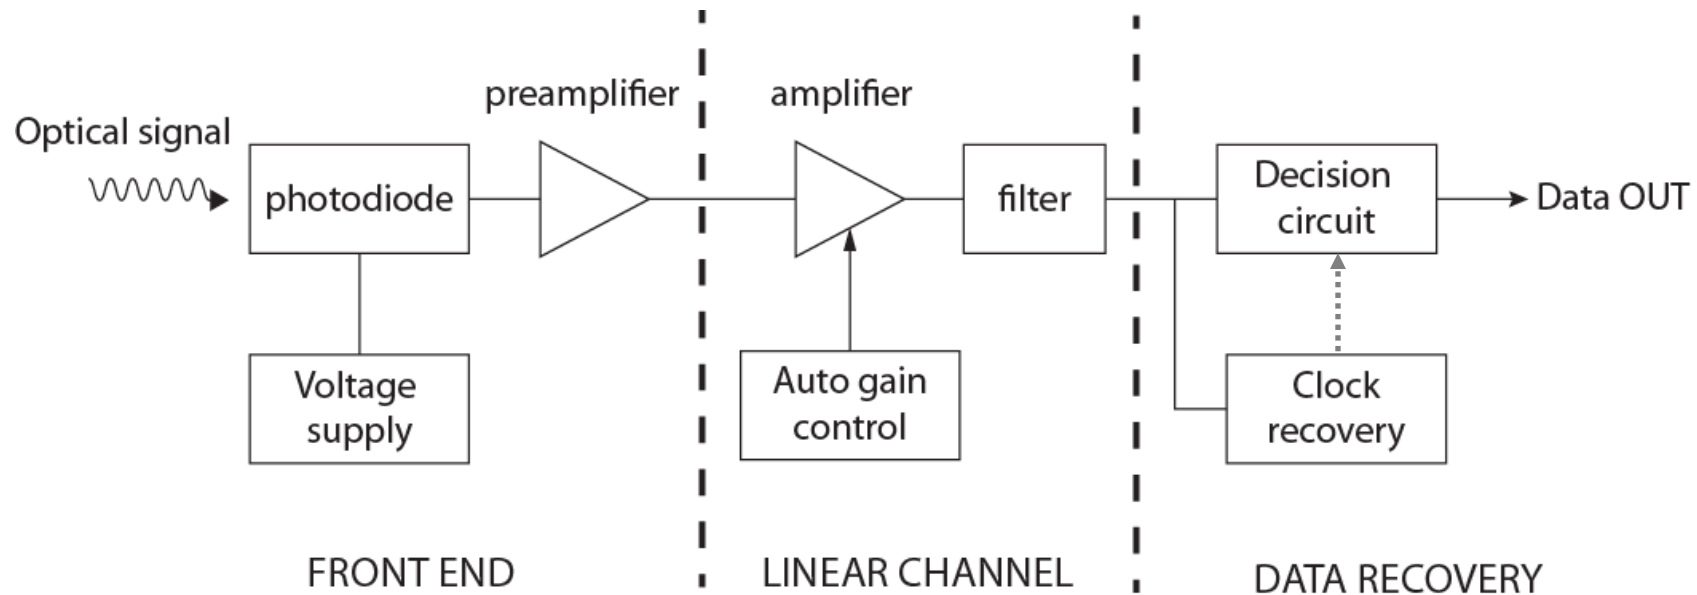 preamplifier
amplifier
Optical signal
photodiode
filter
Decision
circuit
Data OUT
Voltage
supply
Auto gain
control
Clock
recovery
FRONT END
LINEAR CHANNEL
DATA RECOVERY